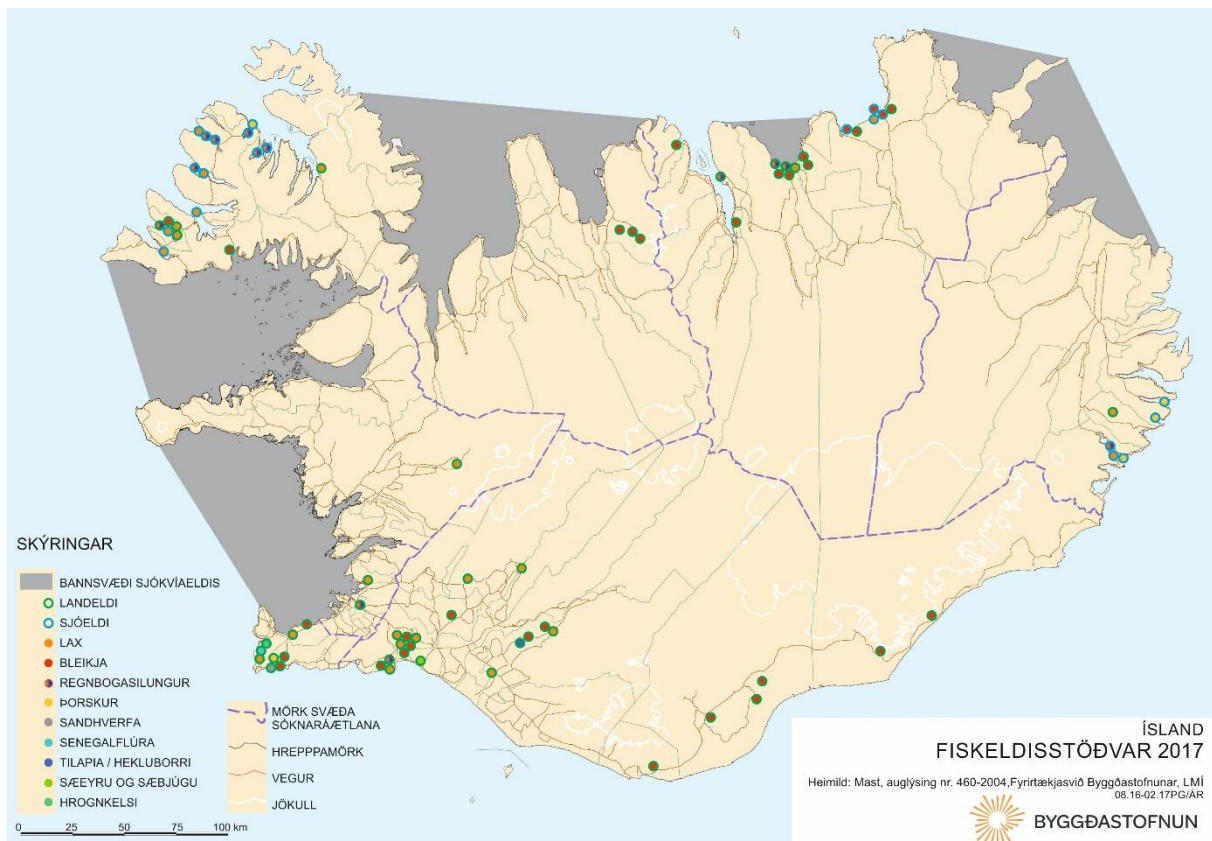 SKÝRINGAR
BANNSVÆÐI SJÓKVÍAELDIS
LANDELDI
SJÓELDI
LAX
BLEIKJA
REGNBOGASILUNGUR
ÞORSKUR
SANDHVERFA
SENEGALFLÚRA
TILAPIA / HEKLUBORRI
SÆEYRU OG SÆBJÚGU
HROGNKELSI
0 25 50 75 100 km
MÖRK SVÆÐA
SÓKNARÁÆTLANA
HREPPPAMÖRK
VEGUR
JÖKULL
ÍSLAND
FISKELDISSTÖÐVAR 2017
Heimild: Mast, auglýsing nr. 460-2004,Fyrirtækjasvið Byggðastofnunar, LMÍ
08.16-02.17PG/ÁR
BYGGÐASTOFNUN